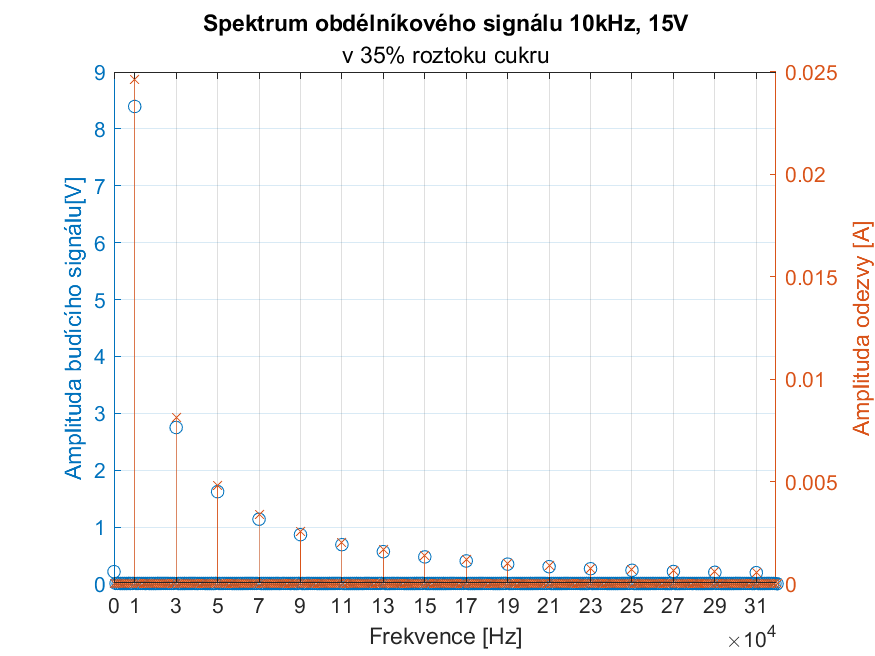 Spektrum obdélníkového signálu 10kHz, 15V
v 35% roztoku cukru
Amplituda budícího signálu[V]
9
8
7
6
5
4
3
2
1
0
0.025
0.02
0.015
0.01
0.005
0
Amplituda odezvy [A]
0 1 3 5 7 9 11 13 15 17 19 21 23 25 27 29 31
Frekvence [Hz]
×10⁴